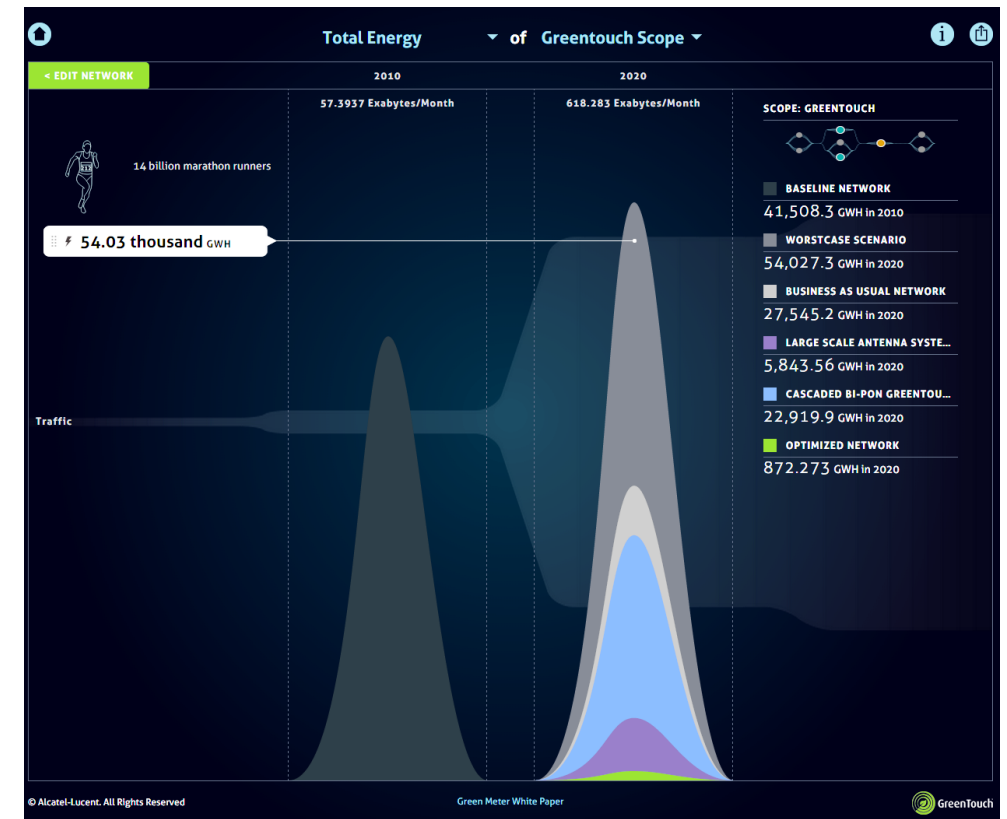 Total Energy of Greentouch Scope
i
< EDIT NETWORK
2010
2020
57.3937 Exabytes/Month
618.283 Exabytes/Month
14 billion marathon runners
54.03 thousand GWH
Traffic
SCOPE: GREENTOUCH
BASELINE NETWORK
41,508.3 GWH in 2010
WORSTCASE SCENARIO
54,027.3 GWH in 2020
BUSINESS AS USUAL NETWORK
27,545.2 GWH in 2020
LARGE SCALE ANTENNA SYSTE...
5,843.56 GWH in 2020
CASCADED BI-PON GREENTOU...
22,919.9 GWH in 2020
OPTIMIZED NETWORK
872.273 GWH in 2020
© Alcatel-Lucent. All Rights Reserved
Green Meter White Paper
GreenTouch